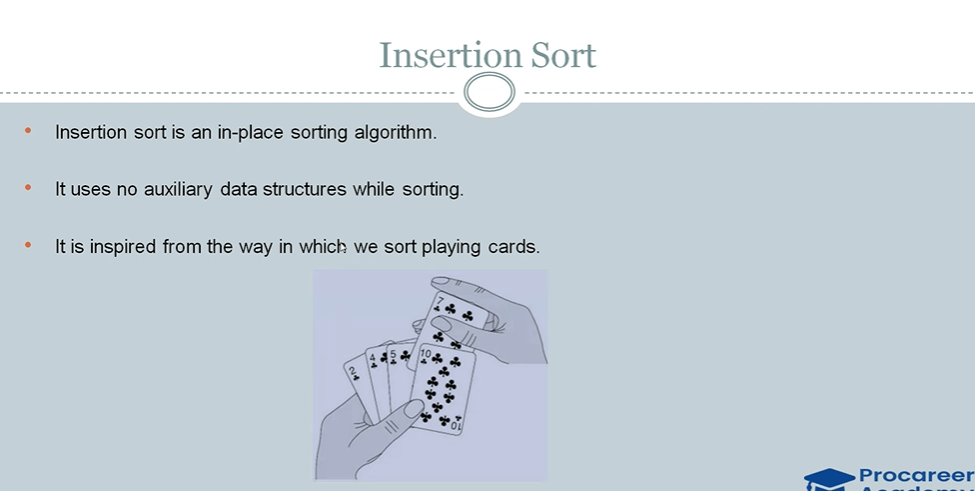 Insertion Sort
Insertion sort is an in-place sorting algorithm.
It uses no auxiliary data structures while sorting.
It is inspired from the way in which we sort playing cards.
7
2 4 5 10
10
Procareer
Academy